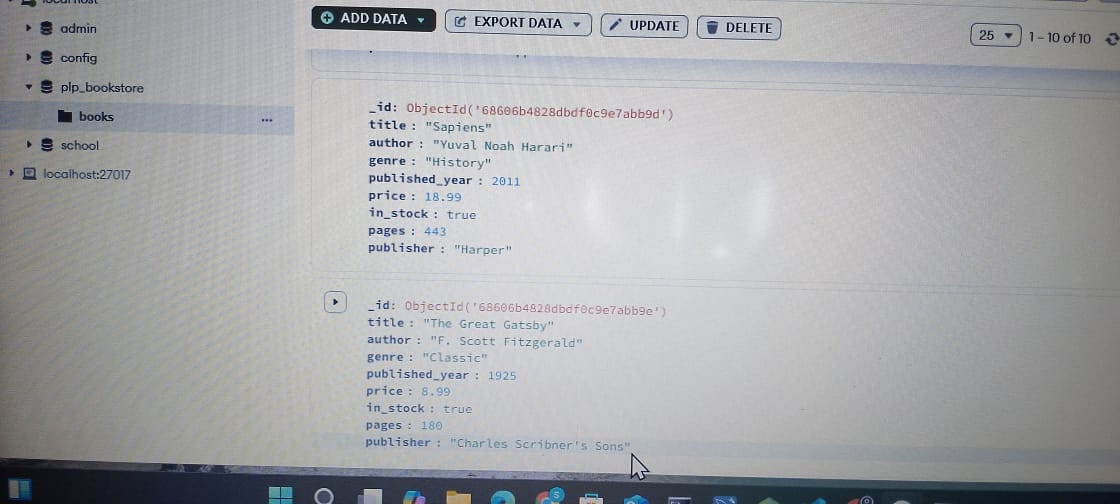 localhost
admin
config
plp_bookstore
books
...
school
localhost:27017
ADD DATA
EXPORT DATA
UPDATE
DELETE
25
1 – 10 of 10
_id: ObjectId('68606b4828dbdf0c9e7abb9d')
title : "Sapiens"
author : "Yuval Noah Harari"
genre : "History"
published_year : 2011
price : 18.99
in_stock : true
pages : 443
publisher : "Harper"
_id: ObjectId('68606b4828dbdf0c9e7abb9e')
title : "The Great Gatsby"
author : "F. Scott Fitzgerald"
genre : "Classic"
published_year : 1925
price : 8.99
in_stock : true
pages : 180
publisher : "Charles Scribner's Sons"